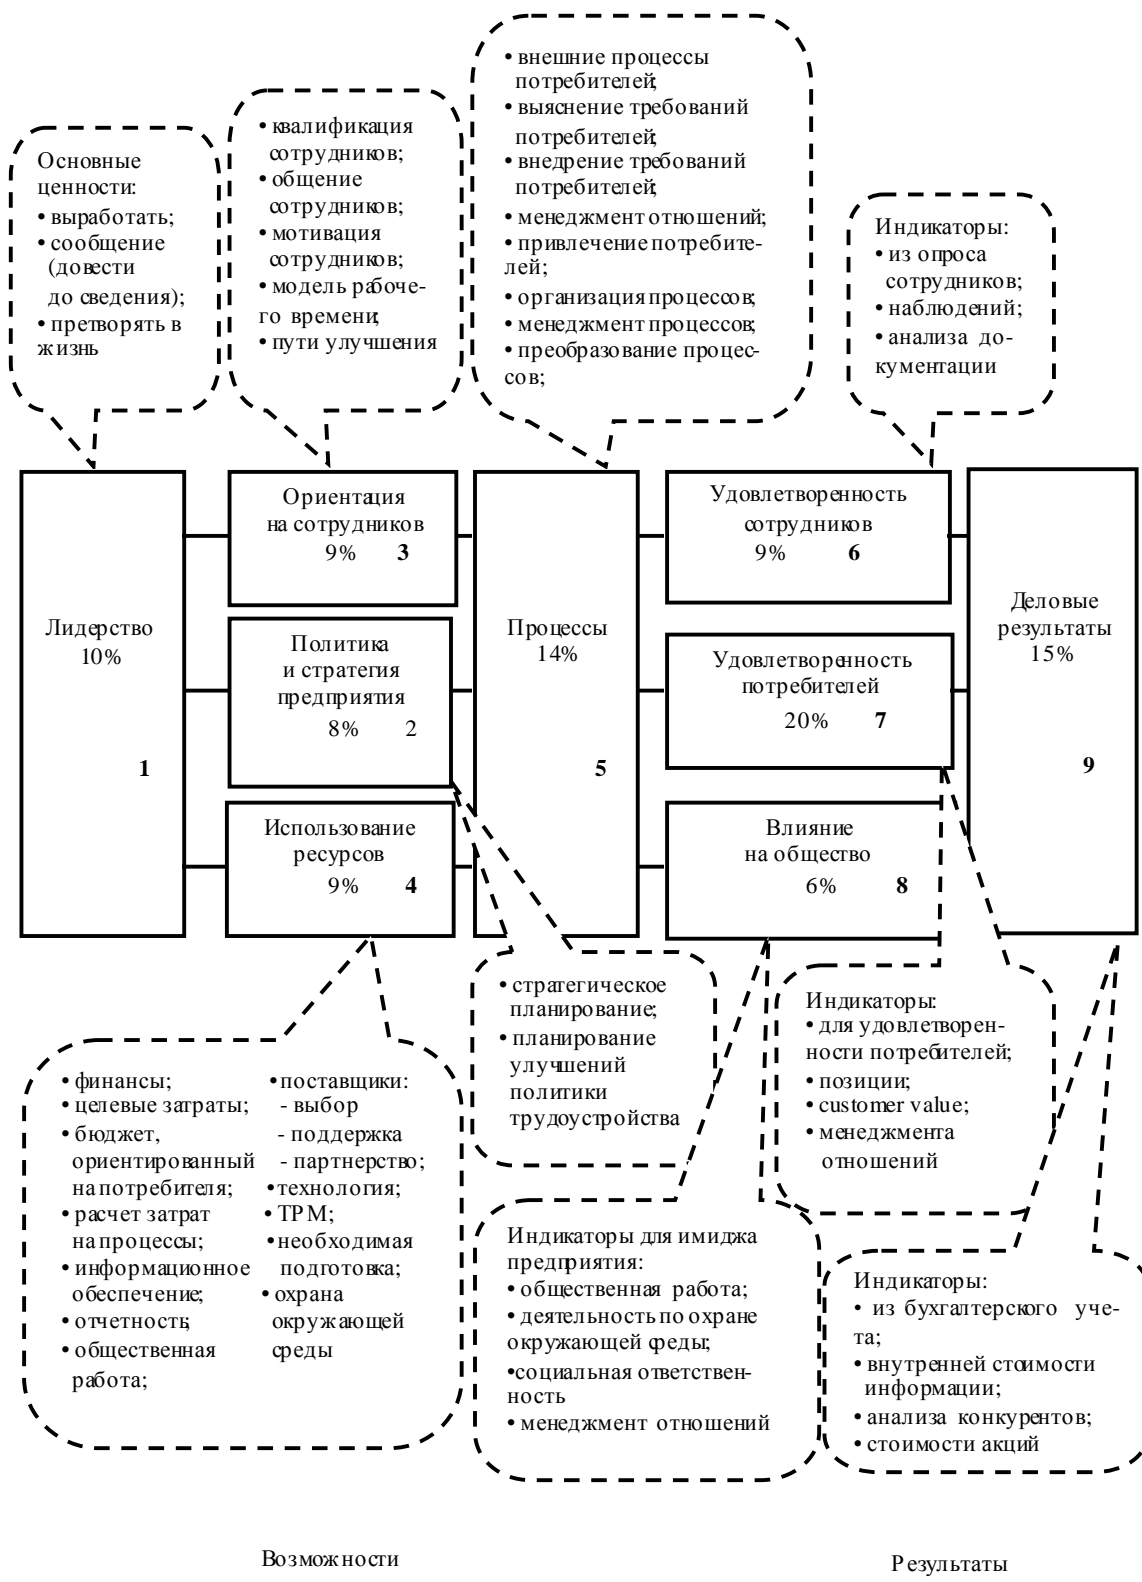 Основные
ценности:
• выработать;
• сообщение
(довести
до сведения);
• претворять в
жизнь
• квалификация
сотрудников;
• общение
сотрудников;
• мотивация
сотрудников;
• модель рабоче-
го времени;
• пути улучшения
• внешние процессы
потребителей;
• выяснение требований
потребителей;
• внедрение требований
потребителей;
• менеджмент отношений;
• привлечение потребите-
лей;
• организация процессов;
• менеджмент процессов;
• преобразование процес-
сов;
Индикаторы:
• из опроса
сотрудников;
• наблюдений;
• анализа до-
кументации
Лидерство
10%
1
Ориентация
на сотрудников
9% 3
Политика
и стратегия
предприятия
8% 2
Использование
ресурсов
9% 4
Процессы
14%
5
Удовлетворенность
сотрудников
9% 6
Удовлетворенность
потребителей
20% 7
Влияние
на общество
6% 8
Деловые
результаты
15%
9
• финансы;
• целевые затраты;
• бюджет,
ориентированный
на потребителя;
• расчет затрат
на процессы;
• информационное
обеспечение;
• отчетность;
• общественная
работа;
• поставщики:
- выбор
- поддержка
- партнерство;
• технология;
• ТРМ;
• необходимая
подготовка;
• охрана
окружающей
среды
• стратегическое
планирование;
• планирование
улучшений
политики
трудоустройства
Индикаторы:
• для удовлетворен-
ности потребителей;
• позиции;
• customer value;
• менеджмента
отношений
Индикаторы для имиджа
предприятия:
• общественная работа;
• деятельность по охране
окружающей среды;
• социальная ответствен-
ность
• менеджмент отношений
Индикаторы:
• из бухгалтерского уче-
та;
• внутренней стоимости
информации;
• анализа конкурентов;
• стоимости акций
Возможности
Результаты